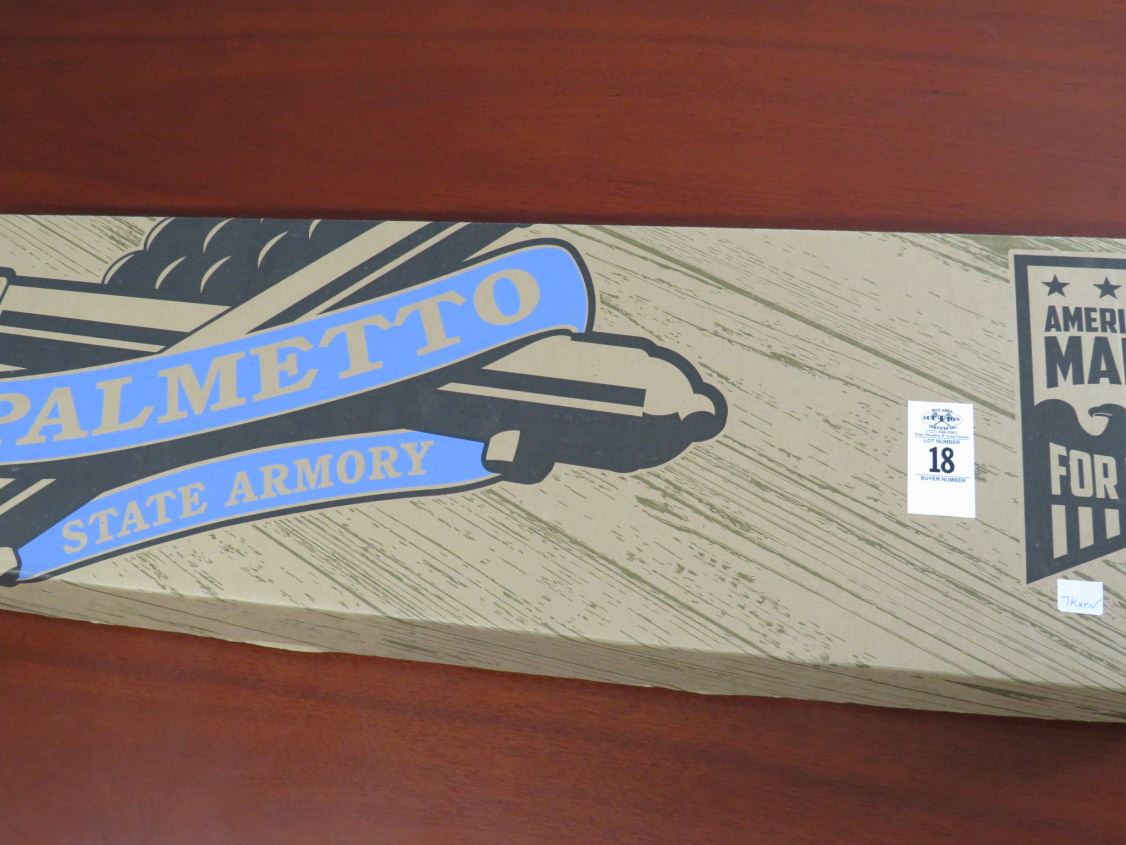 PALMETTO
STATE ARMORY
LOT NUMBER
18
BUYER NUMBER
AMERI
MA
FOR